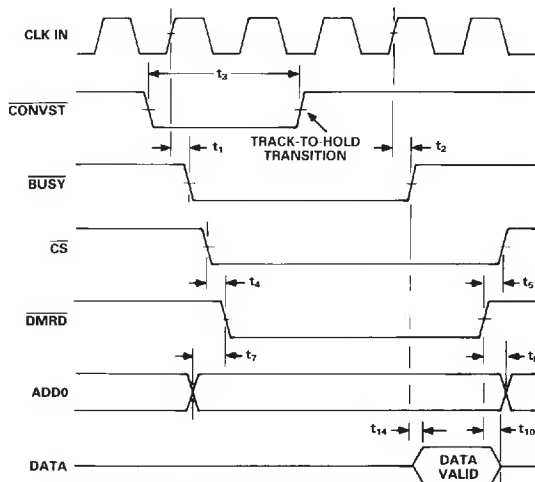 CLK IN
t3
CONVST
TRACK-TO-HOLD
TRANSITION
t1
t2
BUSY
CS
t4
t5
DMRD
t7
t6
ADD0
t14
t10
DATA
DATA
VALID